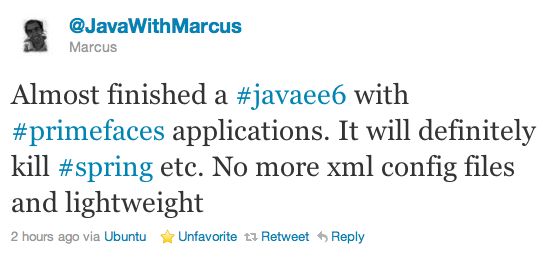 @JavaWithMarcus
Marcus
Almost finished a #javaee6 with
#primefaces applications. It will definitely
kill #spring etc. No more xml config files
and lightweight
2 hours ago via Ubuntu Unfavorite Retweet Reply